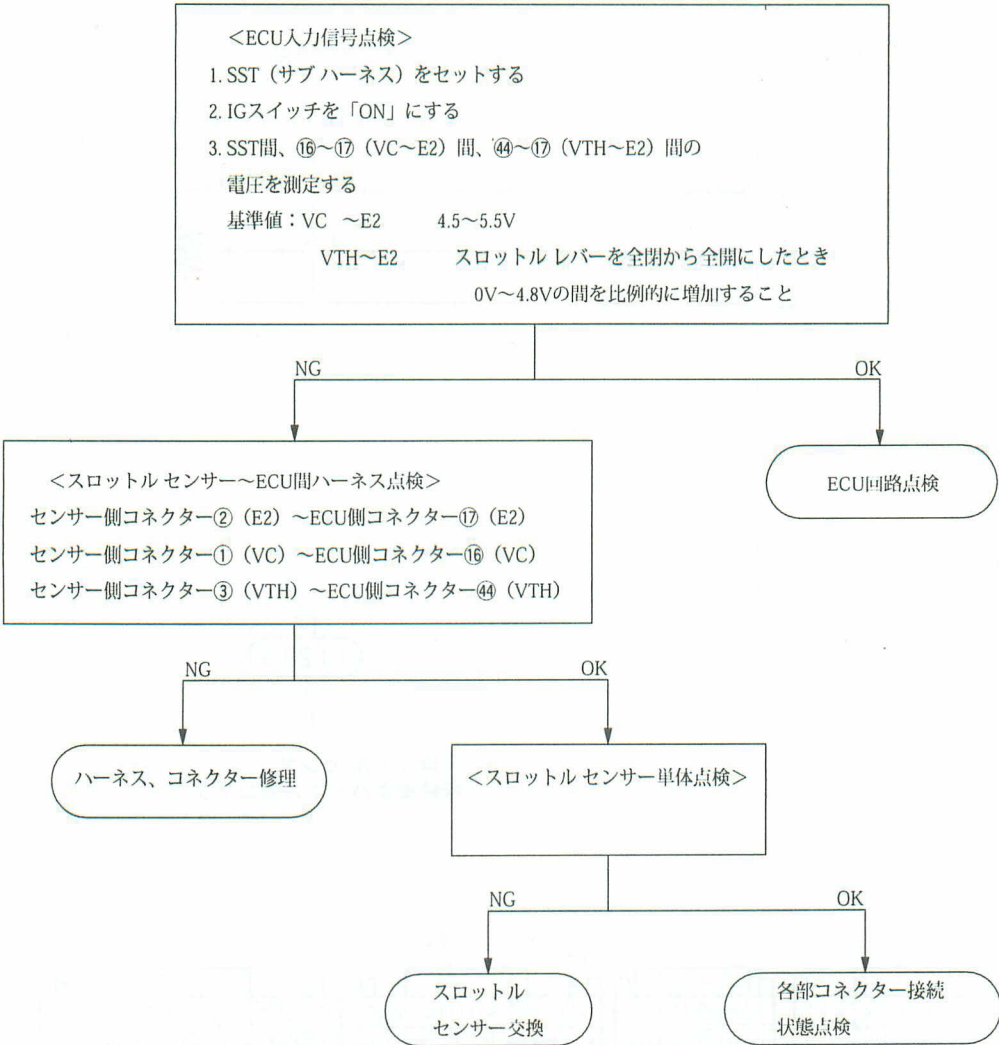 <ECU入力信号点検>
1. SST（サブ ハーネス）をセットする
2. IGスイッチを「ON」にする
3. SST間、⑯～⑰（VC～E2）間、㊹～⑰（VTH～E2）間の
電圧を測定する
基準値：VC ～E2 4.5～5.5V
VTH～E2 スロットル レバーを全閉から全開にしたとき
0V～4.8Vの間を比例的に増加すること
NG
OK
<スロットル センサー～ECU間ハーネス点検>
センサー側コネクター②（E2）～ECU側コネクター⑰（E2）
センサー側コネクター①（VC）～ECU側コネクター⑯（VC）
センサー側コネクター③（VTH）～ECU側コネクター㊹（VTH）
ECU回路点検
NG
OK
ハーネス、コネクター修理
<スロットル センサー単体点検>
NG
OK
スロットル
センサー交換
各部コネクター接続
状態点検